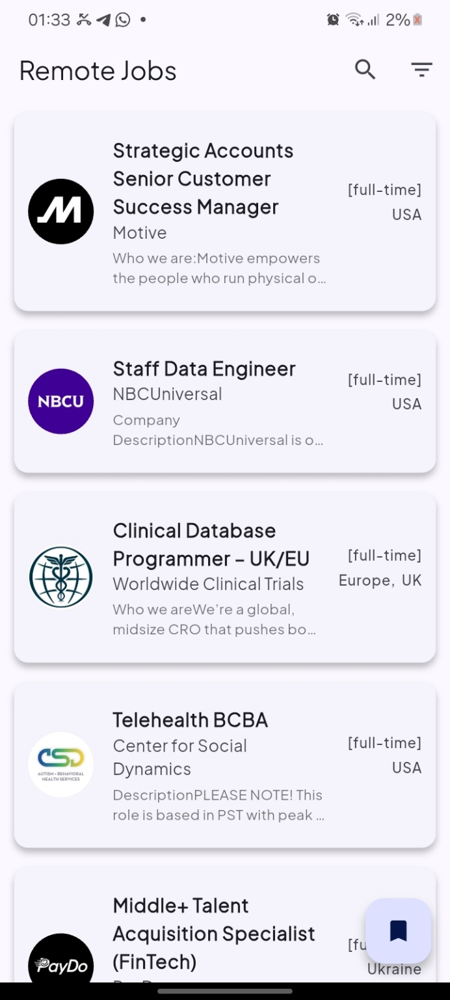 01:33
2%
Remote Jobs
Strategic Accounts
Senior Customer
Success Manager
Motive
Who we are:Motive empowers
the people who run physical o...
[full-time]
USA
M
Staff Data Engineer
NBCUniversal
Company
DescriptionNBCUniversal is o...
[full-time]
USA
NBCU
Clinical Database
Programmer – UK/EU
Worldwide Clinical Trials
Who we areWe’re a global,
midsize CRO that pushes bo...
[full-time]
Europe, UK
Telehealth BCBA
Center for Social
Dynamics
DescriptionPLEASE NOTE! This
role is based in PST with peak ...
[full-time]
USA
CSD
AUTISM • BEHAVIORAL
HEALTH SERVICES
Middle+ Talent
Acquisition Specialist
(FinTech)
[fu
Ukraine
PayDo